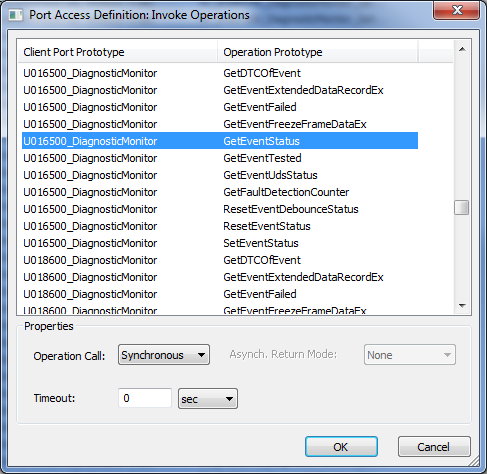 Port Access Definition: Invoke Operations
Client Port Prototype Operation Prototype
U016500_DiagnosticMonitor GetDTCOfEvent
U016500_DiagnosticMonitor GetEventExtendedDataRecordEx
U016500_DiagnosticMonitor GetEventFailed
U016500_DiagnosticMonitor GetEventFreezeFrameDataEx
U016500_DiagnosticMonitor GetEventStatus
U016500_DiagnosticMonitor GetEventTested
U016500_DiagnosticMonitor GetEventUdsStatus
U016500_DiagnosticMonitor GetFaultDetectionCounter
U016500_DiagnosticMonitor ResetEventDebounceStatus
U016500_DiagnosticMonitor ResetEventStatus
U016500_DiagnosticMonitor SetEventStatus
U018600_DiagnosticMonitor GetDTCOfEvent
U018600_DiagnosticMonitor GetEventExtendedDataRecordEx
U018600_DiagnosticMonitor GetEventFailed
U018600_DiagnosticMonitor GetEventFreezeFrameDataEx
Properties
Operation Call: Synchronous Asynch. Return Mode: None
Timeout: 0 sec
OK Cancel